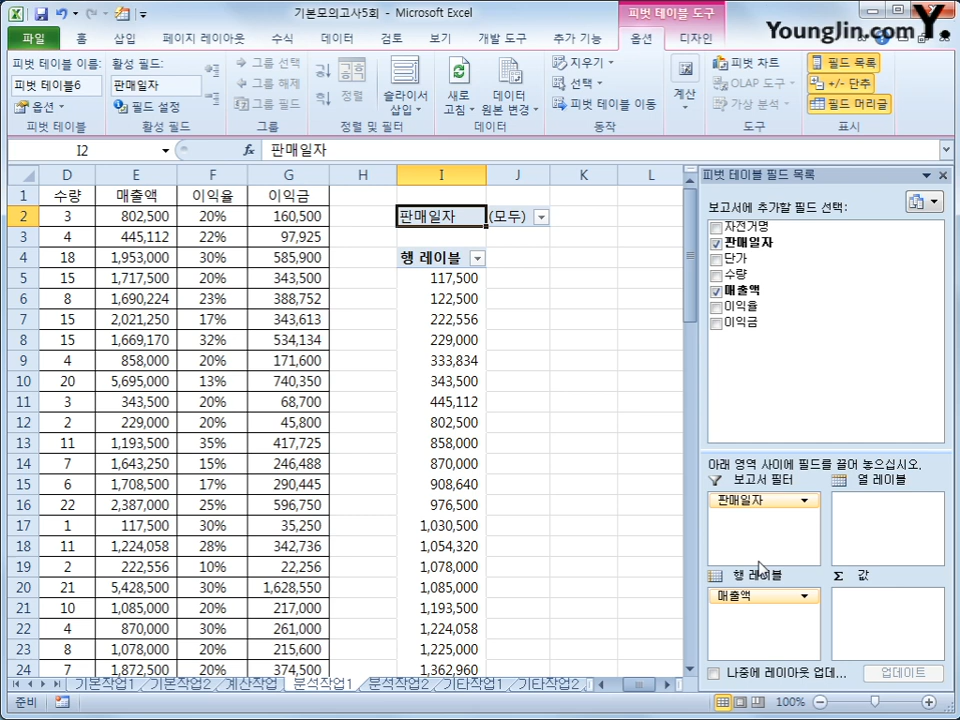 기본모의고사5회 - Microsoft Excel
피벗 테이블 도구
Younglin.com
Y.
파일 홈 삽입 페이지 레이아웃 수식 데이터 검토 보기 개발 도구 추가 기능 옵션 디자인
피벗 테이블 이름:
피벗 테이블6
옵션
피벗 테이블
활성 필드:
판매일자
필드 설정
활성 필드
그룹 선택
그룹 해제
그룹 필드
그룹
정렬
슬라이서
삽입
정렬 및 필터
새로
고침
데이터
원본 변경
데이터
지우기
선택
피벗 테이블 이동
동작
계산
피벗 차트
OLAP 도구
가상 분석
도구
필드 목록
+/- 단추
필드 머리글
표시
I2 fx 판매일자
D E F G H I J K L
1 수량 매출액 이익율 이익금
2 3 802,500 20% 160,500 판매일자 (모두)
3 4 445,112 22% 97,925
4 18 1,953,000 30% 585,900 행 레이블
5 15 1,717,500 20% 343,500 117,500
6 8 1,690,224 23% 388,752 122,500
7 15 2,021,250 17% 343,613 222,556
8 15 1,669,170 32% 534,134 229,000
9 4 858,000 20% 171,600 333,834
10 20 5,695,000 13% 740,350 343,500
11 3 343,500 20% 68,700 445,112
12 2 229,000 20% 45,800 802,500
13 11 1,193,500 35% 417,725 858,000
14 7 1,643,250 15% 246,488 870,000
15 6 1,708,500 17% 290,445 908,640
16 22 2,387,000 25% 596,750 976,500
17 1 117,500 30% 35,250 1,030,500
18 11 1,224,058 28% 342,736 1,054,320
19 2 222,556 10% 22,256 1,078,000
20 21 5,428,500 30% 1,628,550 1,085,000
21 10 1,085,000 20% 217,000 1,193,500
22 4 870,000 30% 261,000 1,224,058
23 8 1,078,000 20% 215,600 1,225,000
24 7 1,872,500 20% 374,500 1,362,960
피벗 테이블 필드 목록
보고서에 추가할 필드 선택:
자전거명
판매일자
단가
수량
매출액
이익율
이익금
아래 영역 사이에 필드를 끌어 놓으십시오.
보고서 필터 열 레이블
판매일자
행 레이블 Σ 값
매출액
나중에 레이아웃 업데... 업데이트
기본작업1 기본작업2 계산작업 분석작업1 분석작업2 기타작업1 기타작업2
준비 100%